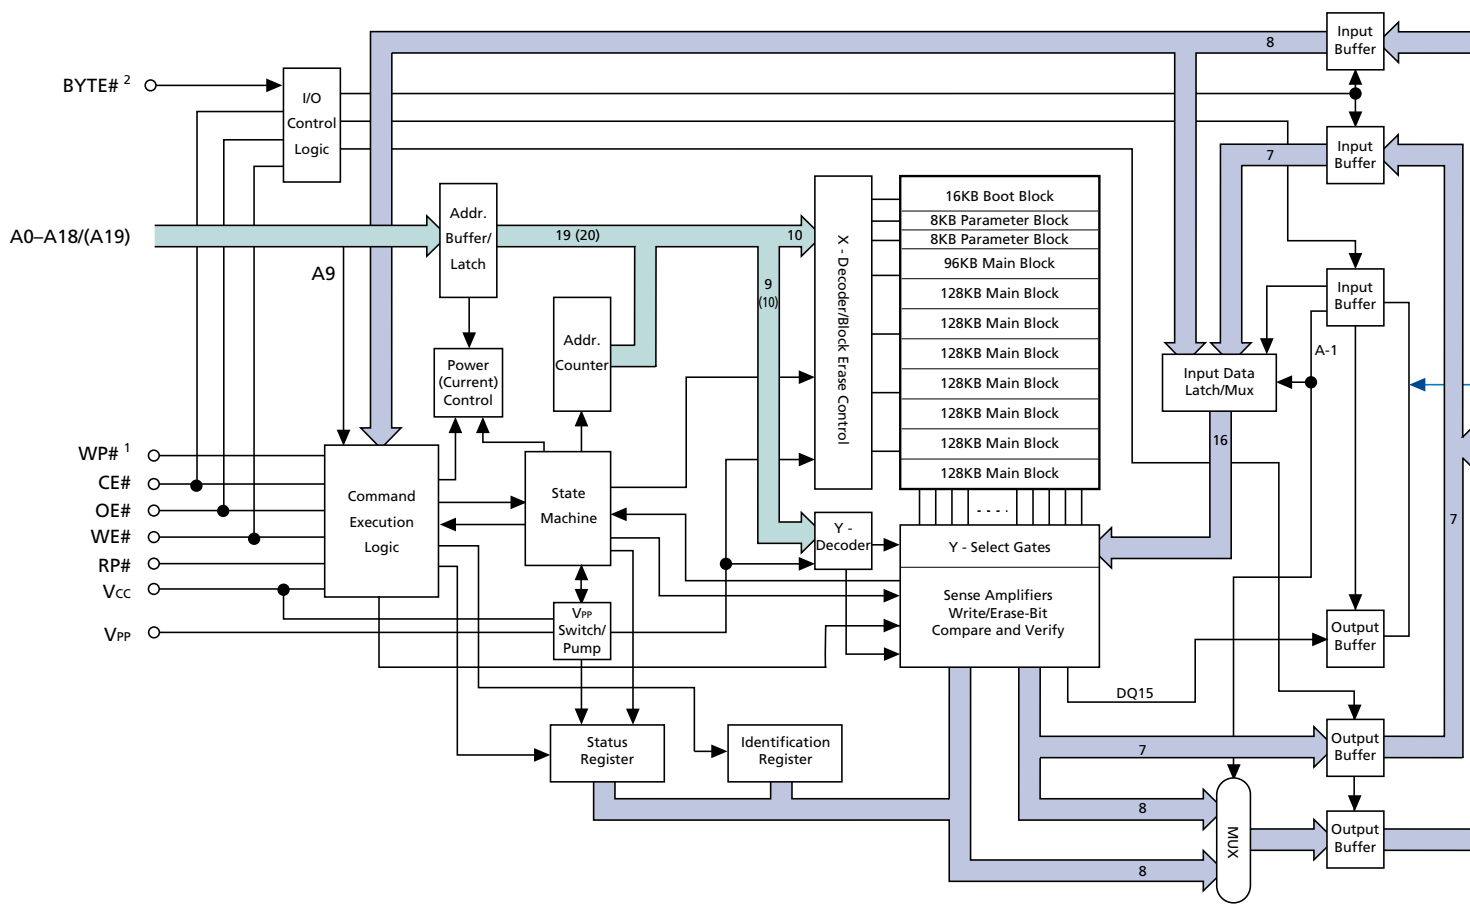 Input
Buffer
8
BYTE# 2
I/O
Control
Logic
Input
Buffer
7
A0–A18/(A19)
A9
Addr.
Buffer/
Latch
19 (20)
10
9
(10)
X - Decoder/Block Erase Control
16KB Boot Block
8KB Parameter Block
8KB Parameter Block
96KB Main Block
128KB Main Block
128KB Main Block
128KB Main Block
128KB Main Block
128KB Main Block
128KB Main Block
128KB Main Block
Input
Buffer
A-1
Addr.
Counter
Power
(Current)
Control
Input Data
Latch/Mux
16
WP# 1
CE#
OE#
WE#
RP#
VCC
VPP
Command
Execution
Logic
State
Machine
Y -
Decoder
- - - -
Y - Select Gates
Sense Amplifiers
Write/Erase-Bit
Compare and Verify
7
VPP
Switch/
Pump
Output
Buffer
DQ15
Status
Register
Identification
Register
7
Output
Buffer
8
MUX
Output
Buffer
8